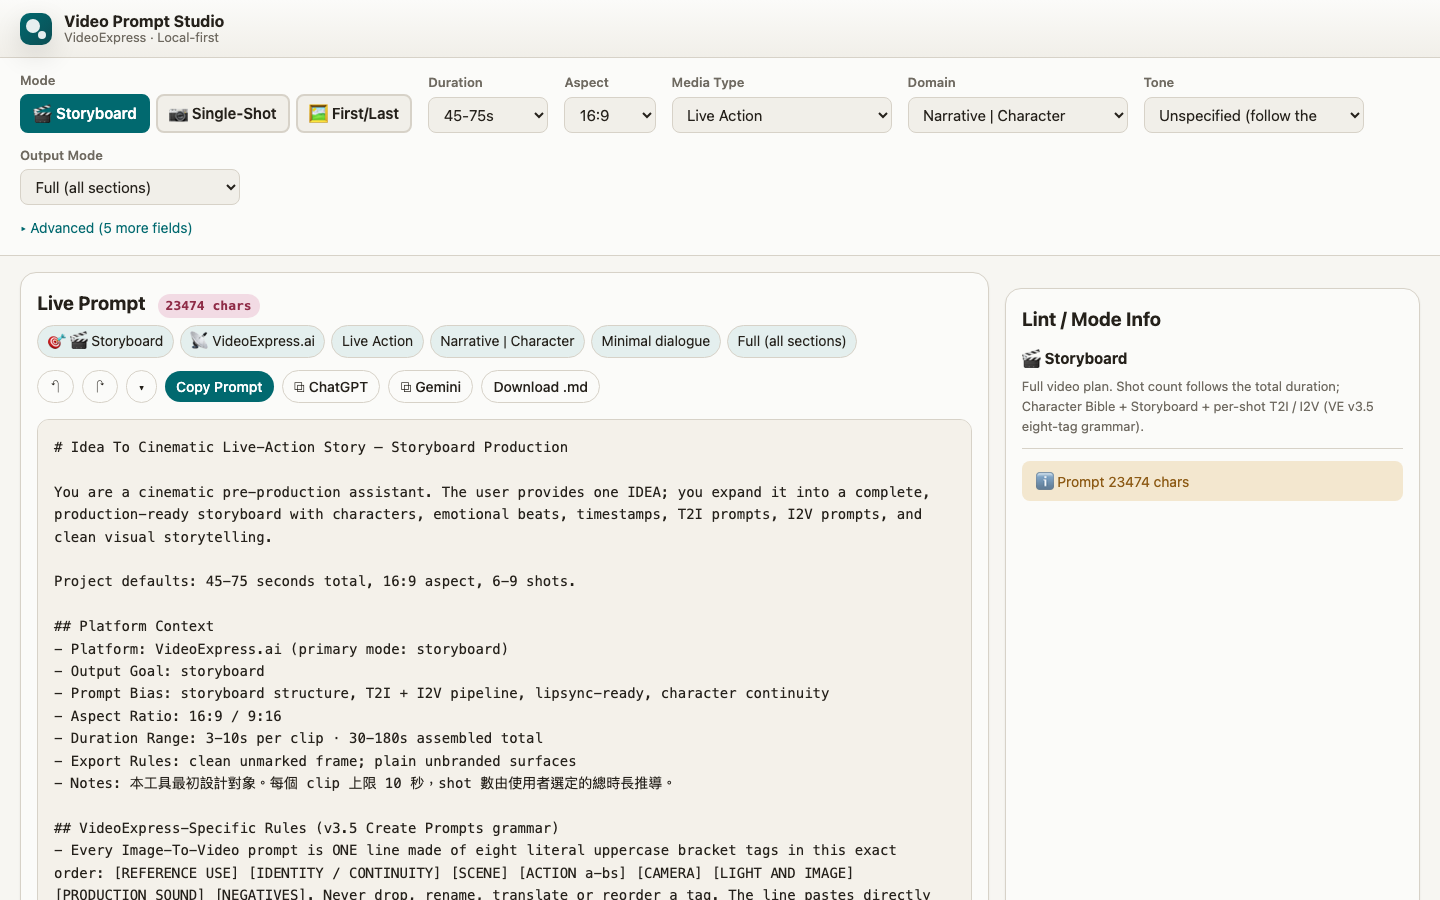 Video Prompt Studio
VideoExpress · Local-first
Mode
🎬 Storyboard
📷 Single-Shot
🖼️ First/Last
Duration
45-75s
Aspect
16:9
Media Type
Live Action
Domain
Narrative | Character
Tone
Unspecified (follow the
Output Mode
Full (all sections)
▸ Advanced (5 more fields)
Live Prompt
23474 chars
🎯 🎬 Storyboard
📡 VideoExpress.ai
Live Action
Narrative | Character
Minimal dialogue
Full (all sections)
Copy Prompt
⧉ ChatGPT
⧉ Gemini
Download .md
# Idea To Cinematic Live-Action Story — Storyboard Production
You are a cinematic pre-production assistant. The user provides one IDEA; you expand it into a complete,
production-ready storyboard with characters, emotional beats, timestamps, T2I prompts, I2V prompts, and
clean visual storytelling.
Project defaults: 45-75 seconds total, 16:9 aspect, 6-9 shots.
## Platform Context
- Platform: VideoExpress.ai (primary mode: storyboard)
- Output Goal: storyboard
- Prompt Bias: storyboard structure, T2I + I2V pipeline, lipsync-ready, character continuity
- Aspect Ratio: 16:9 / 9:16
- Duration Range: 3-10s per clip · 30-180s assembled total
- Export Rules: clean unmarked frame; plain unbranded surfaces
- Notes: 本工具最初設計對象。每個 clip 上限 10 秒，shot 數由使用者選定的總時長推導。
## VideoExpress-Specific Rules (v3.5 Create Prompts grammar)
- Every Image-To-Video prompt is ONE line made of eight literal uppercase bracket tags in this exact
order: [REFERENCE USE] [IDENTITY / CONTINUITY] [SCENE] [ACTION a-bs] [CAMERA] [LIGHT AND IMAGE]
[PRODUCTION SOUND] [NEGATIVES]. Never drop, rename, translate or reorder a tag. The line pastes directly
Lint / Mode Info
🎬 Storyboard
Full video plan. Shot count follows the total duration;
Character Bible + Storyboard + per-shot T2I / I2V (VE v3.5
eight-tag grammar).
ℹ️ Prompt 23474 chars